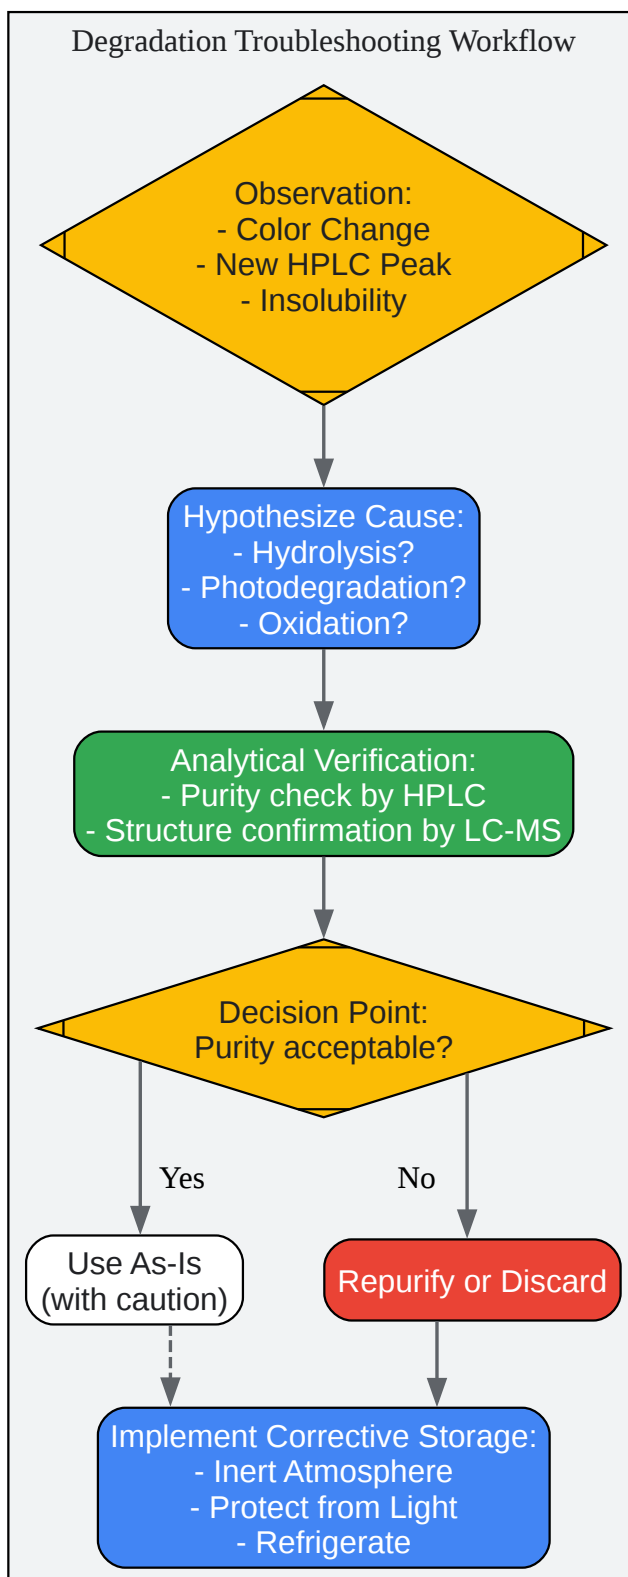 Degradation Troubleshooting Workflow
Observation:
- Color Change
- New HPLC Peak
- Insolubility
Hypothesize Cause:
- Hydrolysis?
- Photodegradation?
- Oxidation?
Analytical Verification:
- Purity check by HPLC
- Structure confirmation by LC-MS
Decision Point:
Purity acceptable?
Yes
No
Use As-Is
(with caution)
Repurify or Discard
Implement Corrective Storage:
- Inert Atmosphere
- Protect from Light
- Refrigerate